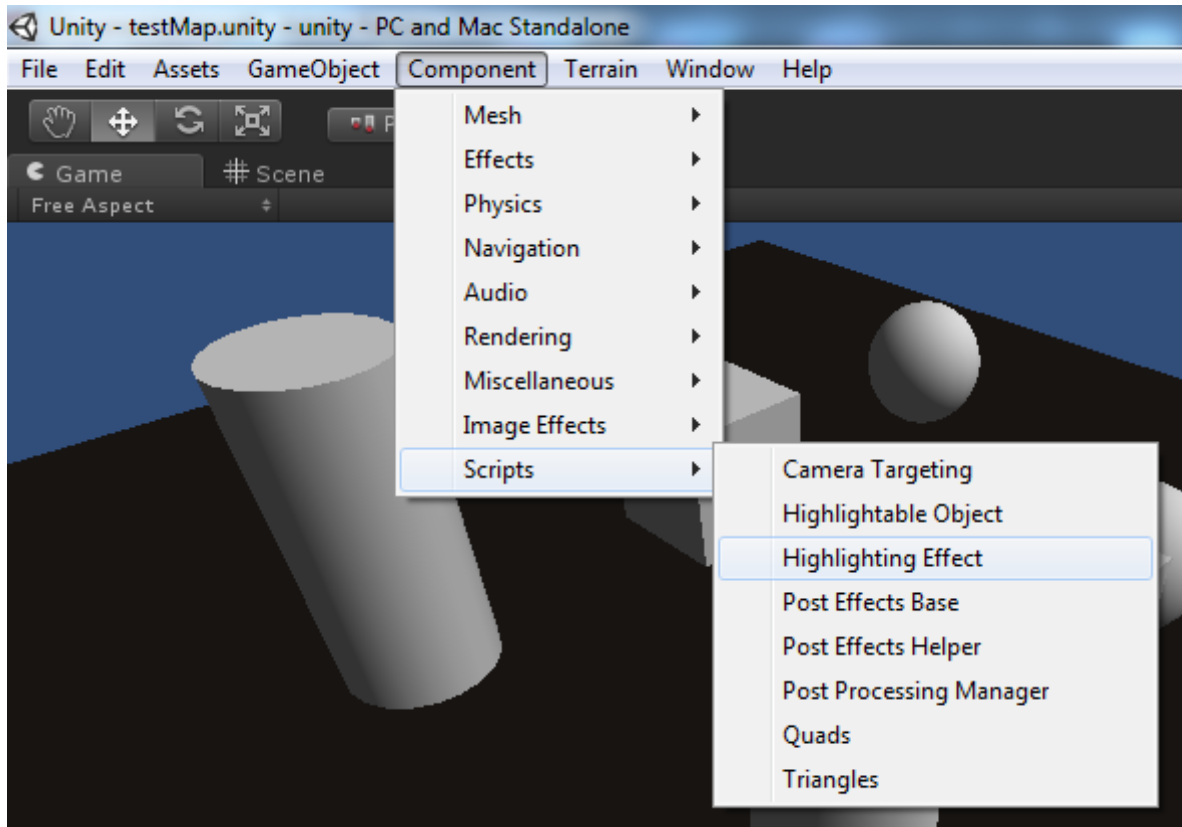 Unity - testMap.unity - unity - PC and Mac Standalone
File Edit Assets GameObject Component Terrain Window Help
P
Game Scene
Free Aspect
Mesh
Effects
Physics
Navigation
Audio
Rendering
Miscellaneous
Image Effects
Scripts
Camera Targeting
Highlightable Object
Highlighting Effect
Post Effects Base
Post Effects Helper
Post Processing Manager
Quads
Triangles